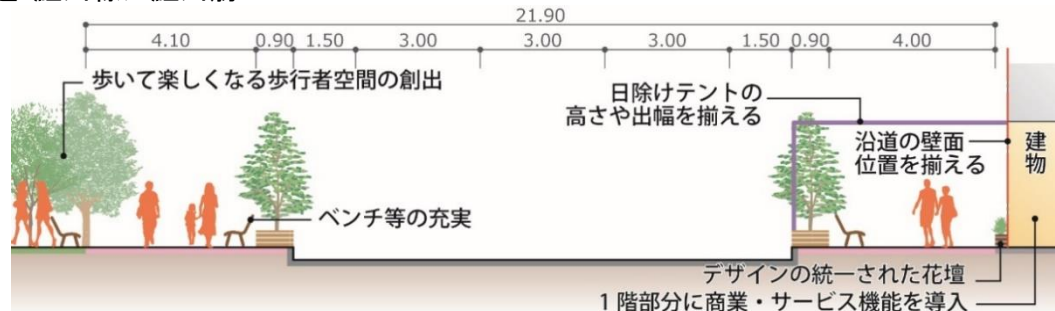 21.90
4.10 0.90 1.50 3.00 3.00 3.00 1.50 0.90 4.00
歩いて楽しくなる歩行者空間の創出
日除けテントの
高さや出幅を揃える
沿道の壁面
位置を揃える
建物
ベンチ等の充実
デザインの統一された花壇
1階部分に商業・サービス機能を導入